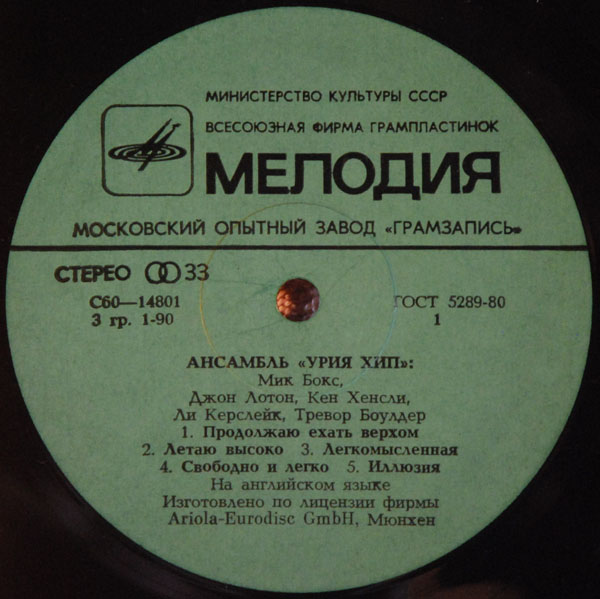 МИНИСТЕРСТВО КУЛЬТУРЫ СССР
ВСЕСОЮЗНАЯ ФИРМА ГРАМПЛАСТИНОК
МЕЛОДИЯ
МОСКОВСКИЙ ОПЫТНЫЙ ЗАВОД «ГРАМЗАПИСЬ»
СТЕРЕО 33
С60—14801 ГОСТ 5289-80
3 гр. 1-90 1
АНСАМБЛЬ «УРИЯ ХИП»:
Мик Бокс,
Джон Лотон, Кен Хенсли,
Ли Керслейк, Тревор Боулдер
1. Продолжаю ехать верхом
2. Летаю высоко 3. Легкомысленная
4. Свободно и легко 5. Иллюзия
На английском языке
Изготовлено по лицензии фирмы
Ariola-Eurodisc GmbH, Мюнхен